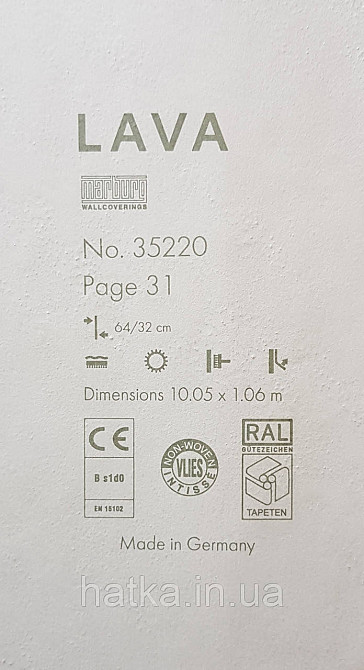 LAVA
marburg
WALLCOVERINGS
No. 35220
Page 31
64/32 cm
Dimensions 10.05 x 1.06 m
CE
B s1d0
EN 15102
NON-WOVEN
VLIES
INTISSE
RAL
GÜTEZEICHEN
TAPETEN
Made in Germany
hatka.in.ua